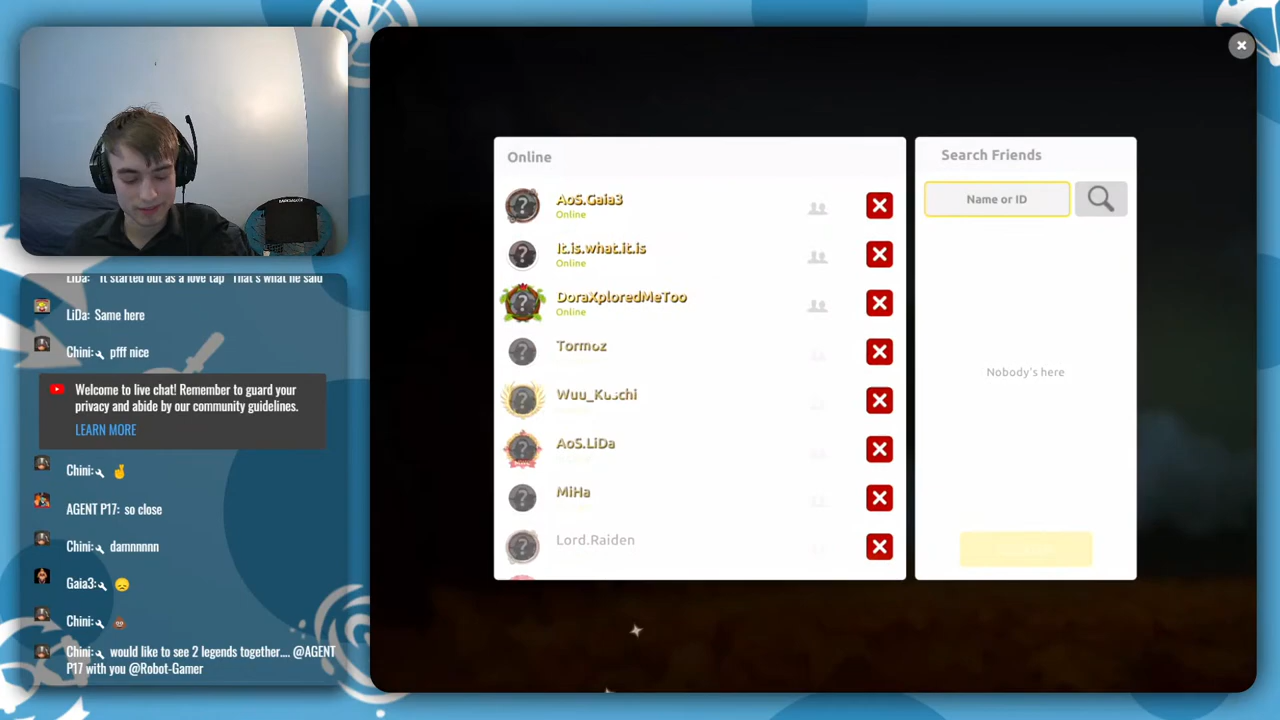 LiDa: "It started out as a love tap" That's what he said
LiDa: Same here
Chini: pfff nice
Welcome to live chat! Remember to guard your
privacy and abide by our community guidelines.
LEARN MORE
Chini:
AGENT P17: so close
Chini: damnnnnn
Gaia3:
Chini:
Chini: would like to see 2 legends together.... @AGENT
P17 with you @Robot-Gamer
Online
AoS.Gaia3
Online
It.is.what.it.is
Online
DoraXploredMeToo
Online
Tormoz
Wuu_Kuschi
AoS.LiDa
MiHa
Lord.Raiden
Search Friends
Name or ID
Nobody's here